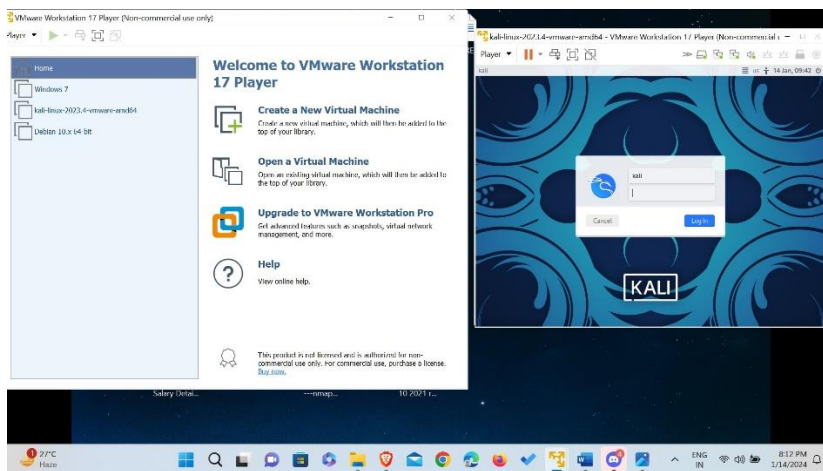 VMware Workstation 17 Player (Non-commercial use only)
Player
Home
Windows 7
kali-linux-2023.4-vmware-amd64
Debian 10.x 64-bit
Welcome to VMware Workstation
17 Player
Create a New Virtual Machine
Create a new virtual machine, which will then be added to the
top of your library.
Open a Virtual Machine
Open an existing virtual machine, which will then be added to
the top of your library.
Upgrade to VMware Workstation Pro
Get advanced features such as snapshots, virtual network
management, and more.
Help
View online help.
This product is not licensed and is authorized for non-
commercial use only. For commercial use, purchase a license.
Buy now.
kali-linux-2023.4-vmware-amd64 - VMware Workstation 17 Player (Non-commercial
Player
kali
us
14 Jan, 09:42
kali
Cancel
Log In
KALI
Salary Detai...
---nmap...
10 2021
27°C
Haze
ENG
IN
8:12 PM
1/14/2024